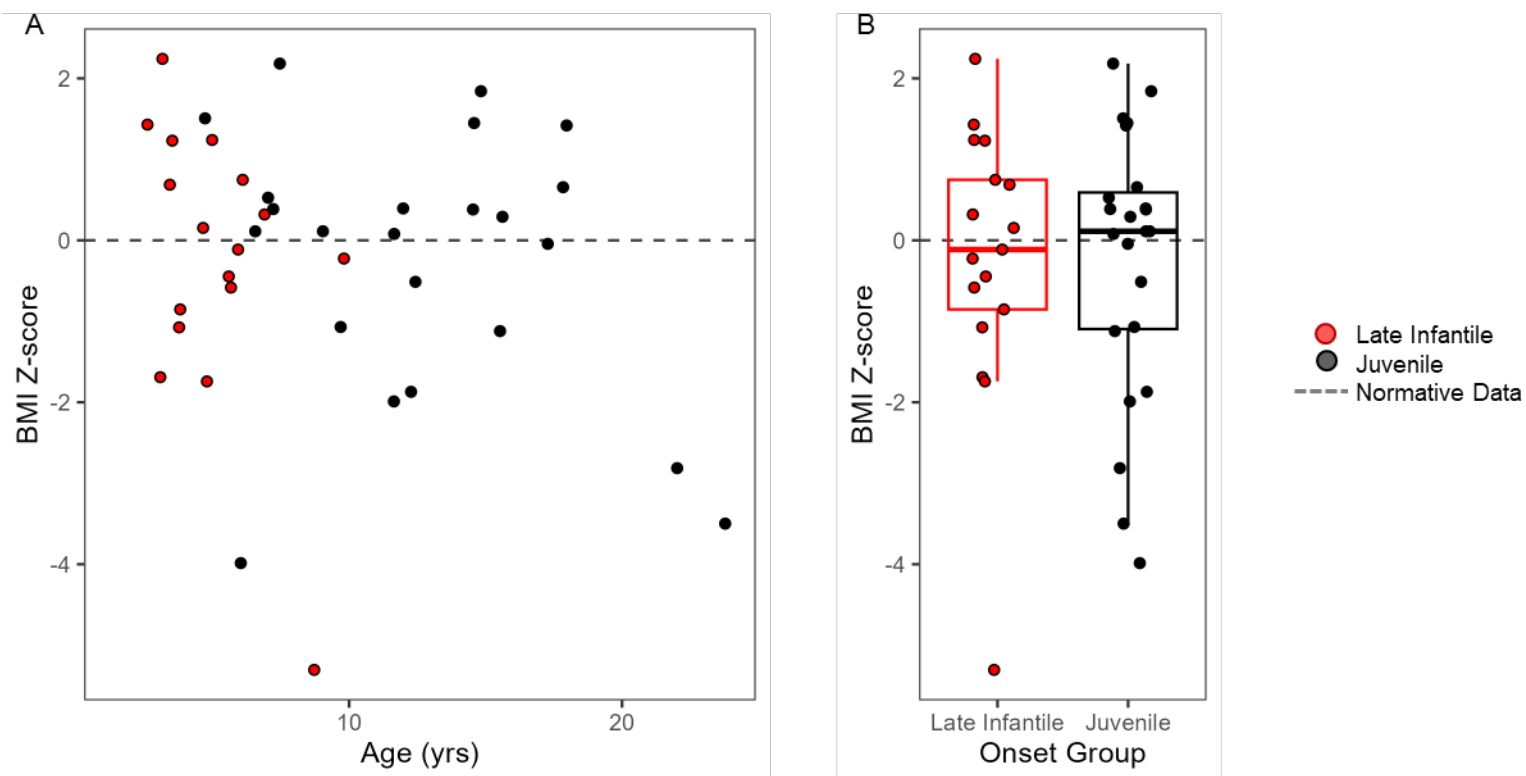 A
BMI Z-score
2
0
-2
-4
10
20
Age (yrs)
B
BMI Z-score
2
0
-2
-4
Late Infantile
Juvenile
Onset Group
Late Infantile
Juvenile
Normative Data